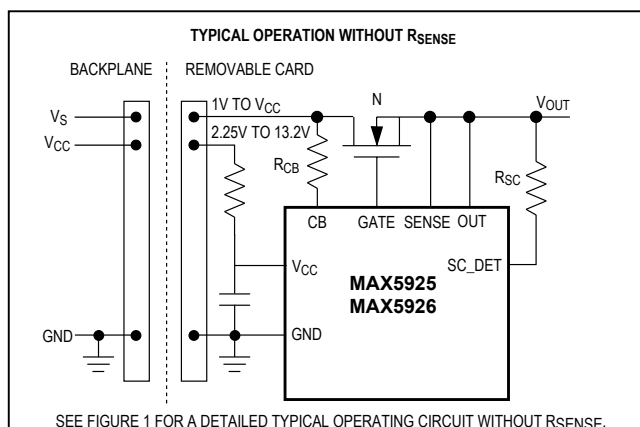 TYPICAL OPERATION WITHOUT RSENSE
BACKPLANE
REMOVABLE CARD
1V TO VCC
N
VOUT
VS
2.25V TO 13.2V
VCC
RCB
RSC
CB
GATE
SENSE
OUT
SC_DET
VCC
MAX5925
MAX5926
GND
GND
SEE FIGURE 1 FOR A DETAILED TYPICAL OPERATING CIRCUIT WITHOUT RSENSE.